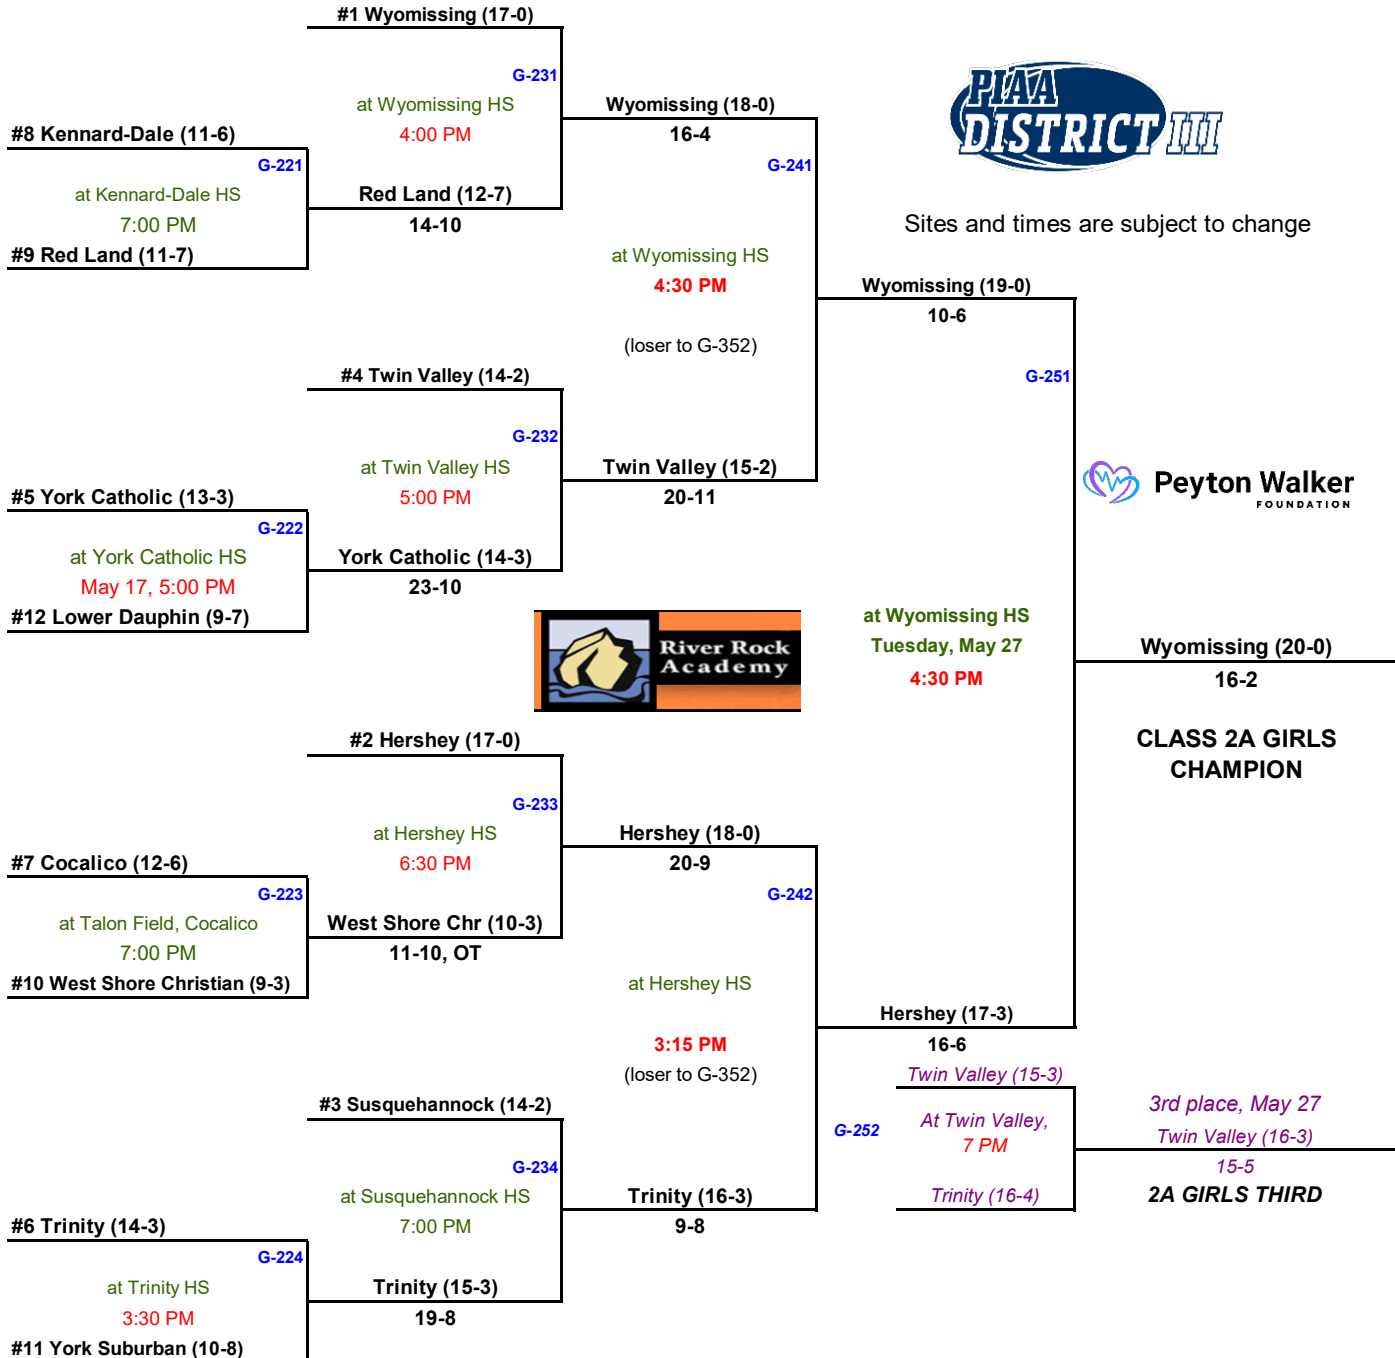 #1 Wyomissing (17-0)
G-231
at Wyomissing HS
4:00 PM
#8 Kennard-Dale (11-6)
G-221
at Kennard-Dale HS
7:00 PM
#9 Red Land (11-7)
Red Land (12-7)
14-10
Wyomissing (18-0)
16-4
G-241
at Wyomissing HS
4:30 PM
(loser to G-352)
#4 Twin Valley (14-2)
G-232
at Twin Valley HS
5:00 PM
#5 York Catholic (13-3)
G-222
at York Catholic HS
May 17, 5:00 PM
#12 Lower Dauphin (9-7)
York Catholic (14-3)
23-10
Twin Valley (15-2)
20-11
PIAA
DISTRICT III
Sites and times are subject to change
Wyomissing (19-0)
10-6
G-251
Peyton Walker
FOUNDATION
River Rock
Academy
at Wyomissing HS
Tuesday, May 27
4:30 PM
Wyomissing (20-0)
16-2
CLASS 2A GIRLS
CHAMPION
#2 Hershey (17-0)
G-233
at Hershey HS
6:30 PM
#7 Cocalico (12-6)
G-223
at Talon Field, Cocalico
7:00 PM
#10 West Shore Christian (9-3)
West Shore Chr (10-3)
11-10, OT
Hershey (18-0)
20-9
G-242
at Hershey HS
3:15 PM
(loser to G-352)
Hershey (17-3)
16-6
#3 Susquehannock (14-2)
G-234
at Susquehannock HS
7:00 PM
#6 Trinity (14-3)
G-224
at Trinity HS
3:30 PM
#11 York Suburban (10-8)
Trinity (15-3)
19-8
Trinity (16-3)
9-8
Twin Valley (15-3)
G-252
At Twin Valley,
7 PM
Trinity (16-4)
3rd place, May 27
Twin Valley (16-3)
15-5
2A GIRLS THIRD